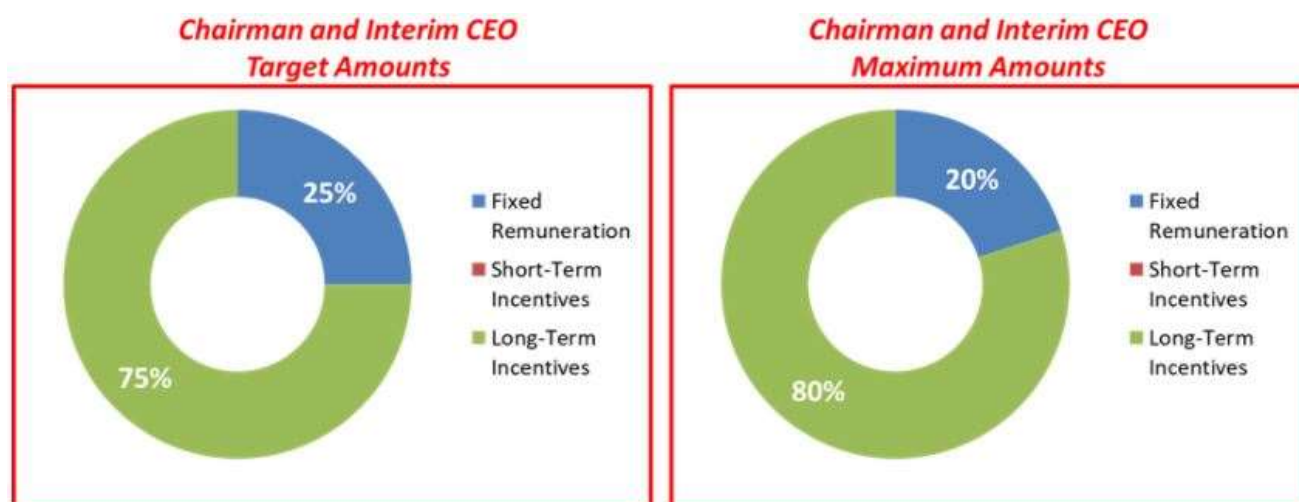 Chairman and Interim CEO
Target Amounts
25%
75%
Fixed
Remuneration
Short-Term
Incentives
Long-Term
Incentives
Chairman and Interim CEO
Maximum Amounts
20%
80%
Fixed
Remuneration
Short-Term
Incentives
Long-Term
Incentives